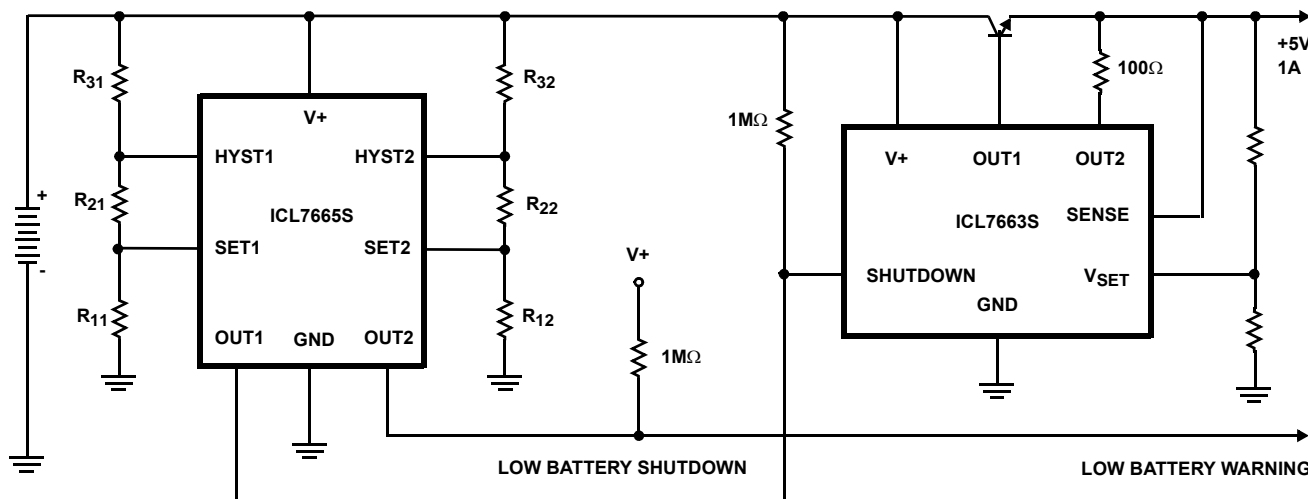 +5V
1A
R31
R32
100Ω
V+
1MΩ
HYST1
HYST2
V+
OUT1
OUT2
R21
ICL7665S
R22
ICL7663S
SENSE
+
SET1
SET2
V+
SHUTDOWN
VSET
-
GND
R11
R12
OUT1
GND
OUT2
1MΩ
LOW BATTERY SHUTDOWN
LOW BATTERY WARNING